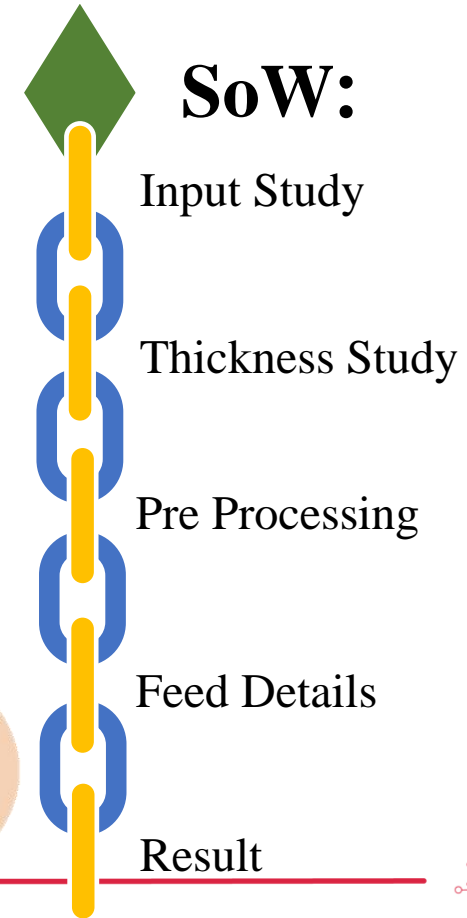 SoW:
Input Study
Thickness Study
Pre Processing
Feed Details
Result